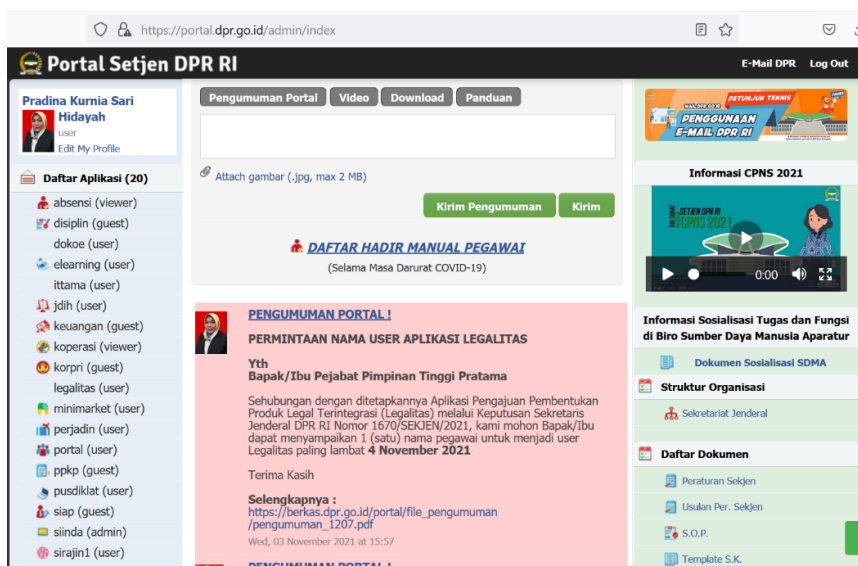 https://portal.dpr.go.id/admin/index
Portal Setjen DPR RI
E-Mail DPR Log Out
Pradina Kurnia Sari
Hidayah
user
Edit My Profile
Daftar Aplikasi (20)
absensi (viewer)
disiplin (guest)
dokoe (user)
elearning (user)
ittama (user)
jdih (user)
keuangan (guest)
koperasi (viewer)
korpri (guest)
legalitas (user)
minimarket (user)
perjadin (user)
portal (user)
ppkp (guest)
pusdiklat (user)
siap (guest)
siinda (admin)
sirajin1 (user)
Pengumuman Portal Video Download Panduan
Attach gambar (.jpg, max 2 MB)
Kirim Pengumuman Kirim
DAFTAR HADIR MANUAL PEGAWAI
(Selama Masa Darurat COVID-19)
PENGUMUMAN PORTAL !
PERMINTAAN NAMA USER APLIKASI LEGALITAS
Yth
Bapak/Ibu Pejabat Pimpinan Tinggi Pratama
Sehubungan dengan ditetapkannya Aplikasi Pengajuan Pembentukan
Produk Legal Terintegrasi (Legalitas) melalui Keputusan Sekretaris
Jenderal DPR RI Nomor 1670/SEKJEN/2021, kami mohon Bapak/Ibu
dapat menyampaikan 1 (satu) nama pegawai untuk menjadi user
Legalitas paling lambat 4 November 2021
Terima Kasih
Selengkapnya :
https://berkas.dpr.go.id/portal/file_pengumuman
/pengumuman_1207.pdf
Wed, 03 November 2021 at 15:57
PENGUMUMAN PORTAL !
PETUNJUK TEKNIS
PENGGUNAAN
E-MAIL DPR RI
Informasi CPNS 2021
SETJEN DPR RI
CPNS 2021
0:00
Informasi Sosialisasi Tugas dan Fungsi
di Biro Sumber Daya Manusia Aparatur
Dokumen Sosialisasi SDMA
Struktur Organisasi
Sekretariat Jenderal
Daftar Dokumen
Peraturan Sekjen
Usulan Per. Sekjen
S.O.P.
Template S.K.